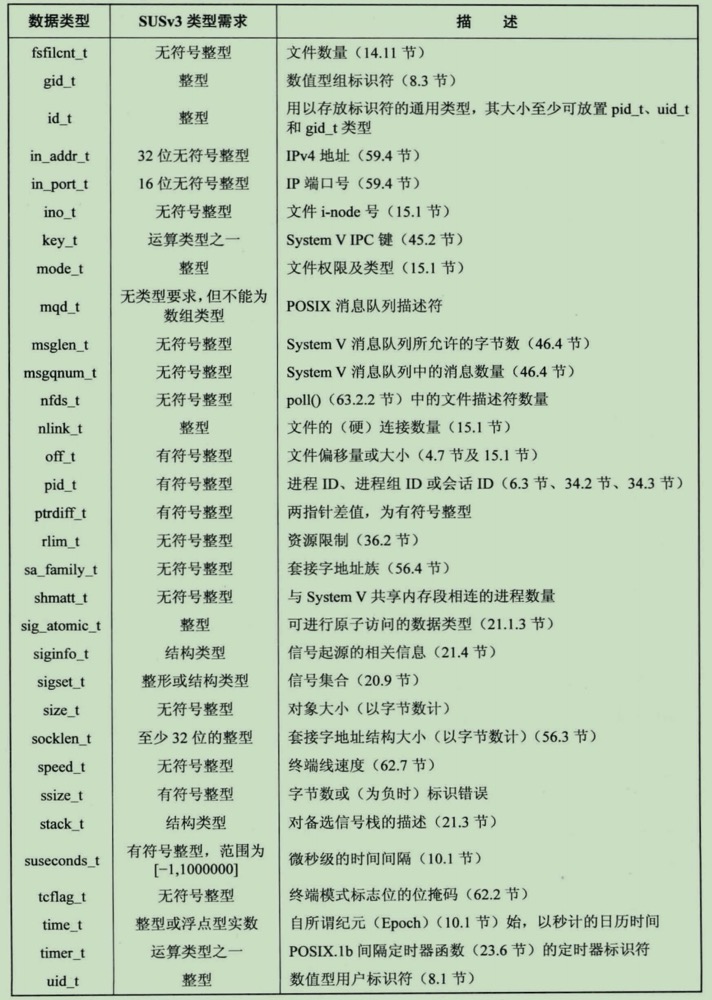 数据类型 SUSv3 类型需求 描 述
fsfilcnt_t 无符号整型 文件数量（14.11 节）
gid_t 整型 数值型组标识符（8.3 节）
id_t 整型 用以存放标识符的通用类型，其大小至少可放置 pid_t、uid_t
和 gid_t 类型
in_addr_t 32 位无符号整型 IPv4 地址（59.4 节）
in_port_t 16 位无符号整型 IP 端口号（59.4 节）
ino_t 无符号整型 文件 i-node 号（15.1 节）
key_t 运算类型之一 System V IPC 键（45.2 节）
mode_t 整型 文件权限及类型（15.1 节）
mqd_t 无类型要求，但不能为
数组类型 POSIX 消息队列描述符
msglen_t 无符号整型 System V 消息队列所允许的字节数（46.4 节）
msgqnum_t 无符号整型 System V 消息队列中的消息数量（46.4 节）
nfds_t 无符号整型 poll()（63.2.2 节）中的文件描述符数量
nlink_t 整型 文件的（硬）连接数量（15.1 节）
off_t 有符号整型 文件偏移量或大小（4.7 节及 15.1 节）
pid_t 有符号整型 进程 ID、进程组 ID 或会话 ID（6.3 节、34.2 节、34.3 节）
ptrdiff_t 有符号整型 两指针差值，为有符号整型
rlim_t 无符号整型 资源限制（36.2 节）
sa_family_t 无符号整型 套接字地址族（56.4 节）
shmatt_t 无符号整型 与 System V 共享内存段相连的进程数量
sig_atomic_t 整型 可进行原子访问的数据类型（21.1.3 节）
siginfo_t 结构类型 信号起源的相关信息（21.4 节）
sigset_t 整形或结构类型 信号集合（20.9 节）
size_t 无符号整型 对象大小（以字节数计）
socklen_t 至少 32 位的整型 套接字地址结构大小（以字节数计）（56.3 节）
speed_t 无符号整型 终端线速度（62.7 节）
ssize_t 有符号整型 字节数或（为负时）标识错误
stack_t 结构类型 对备选信号栈的描述（21.3 节）
suseconds_t 有符号整型，范围为
[−1,1000000] 微秒级的时间间隔（10.1 节）
tcflag_t 无符号整型 终端模式标志位的位掩码（62.2 节）
time_t 整型或浮点型实数 自所谓纪元（Epoch）（10.1 节）始，以秒计的日历时间
timer_t 运算类型之一 POSIX.1b 间隔定时器函数（23.6 节）的定时器标识符
uid_t 整型 数值型用户标识符（8.1 节）